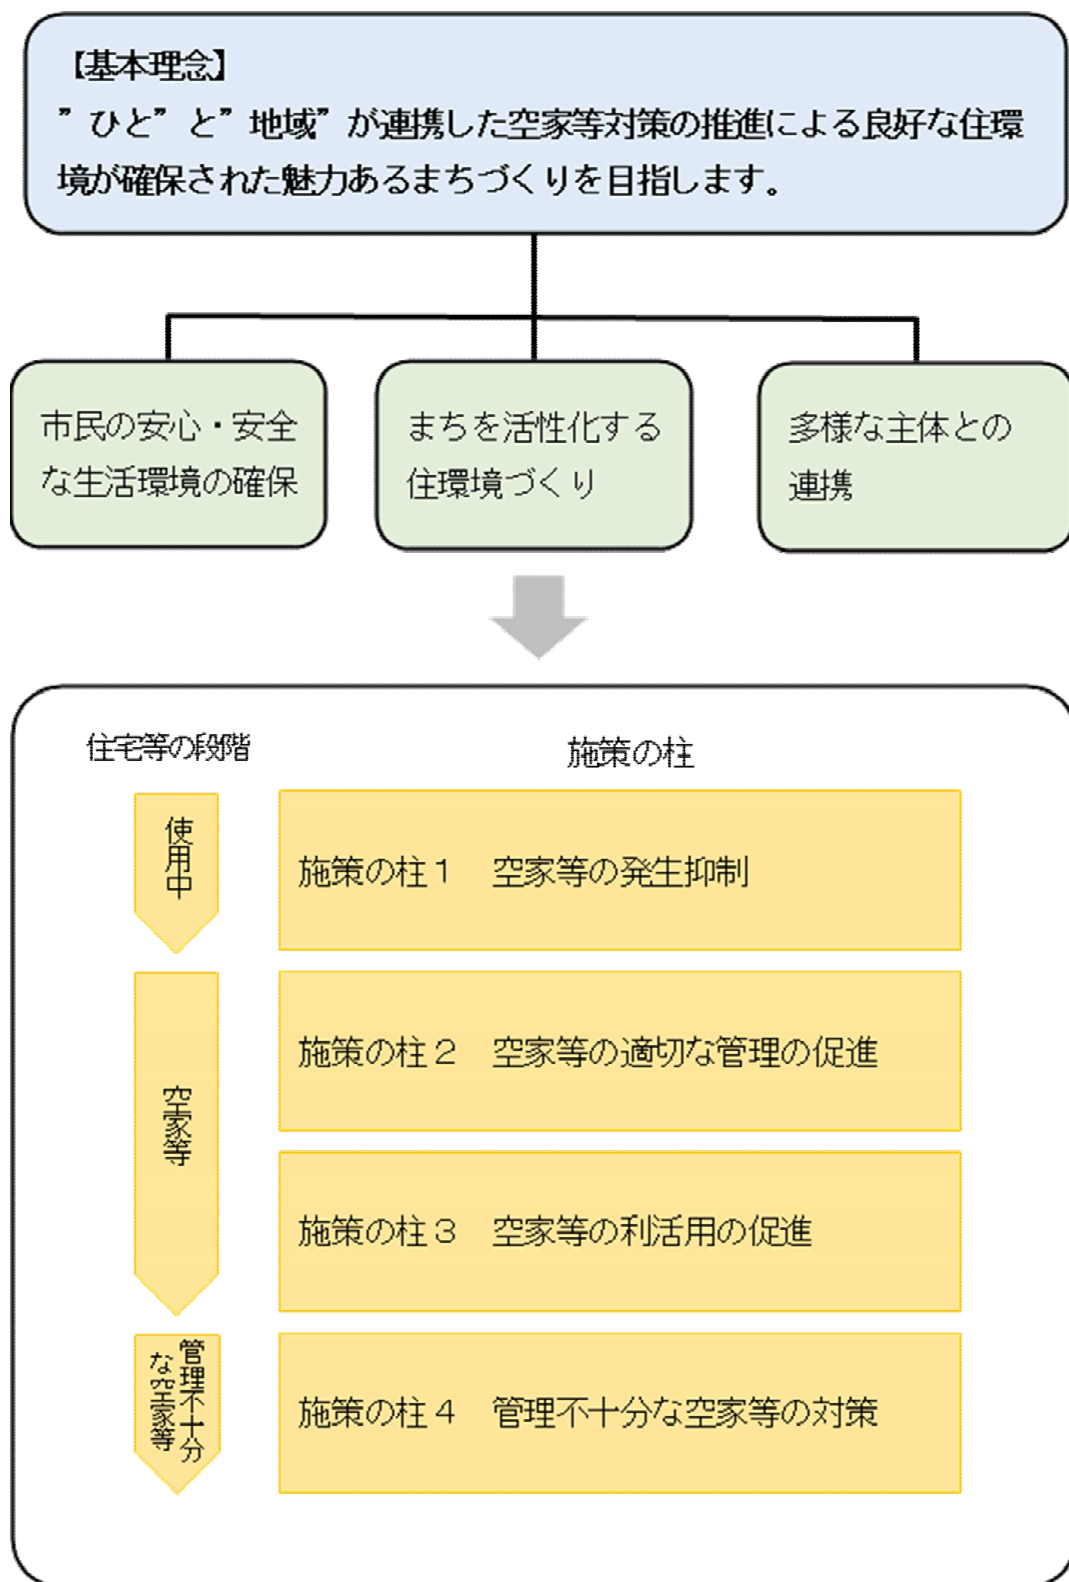 【基本理念】
”ひと”と”地域”が連携した空家等対策の推進による良好な住環
境が確保された魅力あるまちづくりを目指します。
市民の安心・安全
な生活環境の確保
まちを活性化する
住環境づくり
多様な主体との
連携
住宅等の段階
施策の柱
使用中
施策の柱１　空家等の発生抑制
空家等
施策の柱２　空家等の適切な管理の促進
施策の柱３　空家等の利活用の促進
管理不十分
な空家等
施策の柱４　管理不十分な空家等の対策